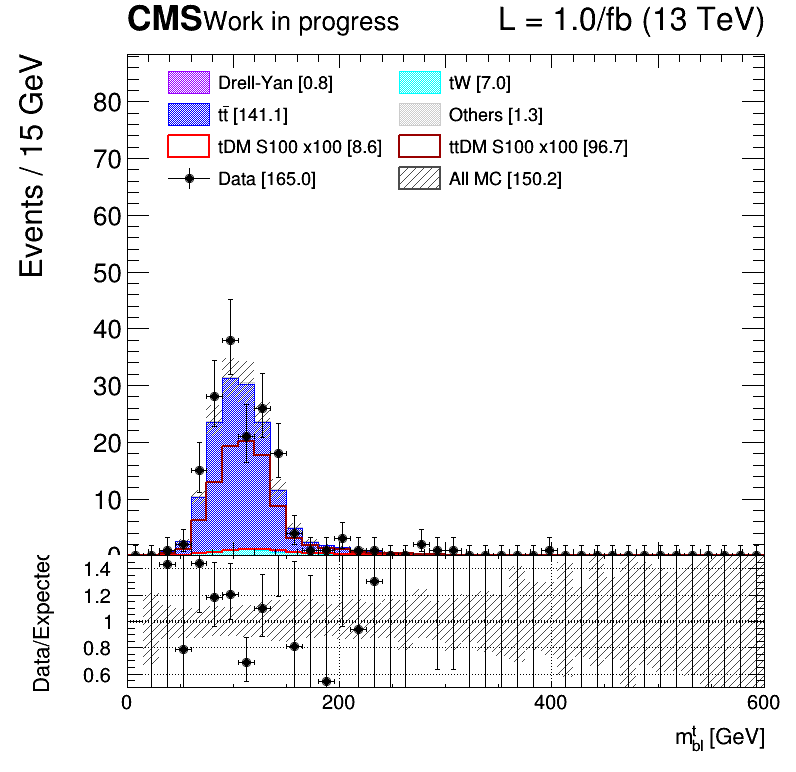 CMS Work in progress L = 1.0/fb (13 TeV)
Events / 15 GeV
Drell-Yan [0.8] tW [7.0]
tt̄ [141.1] Others [1.3]
tDM S100 x100 [8.6] ttDM S100 x100 [96.7]
Data [165.0] All MC [150.2]
80
70
60
50
40
30
20
10
0
Data/Expected
1.4
1.2
1
0.8
0.6
0 200 400 600
m^t_bl [GeV]